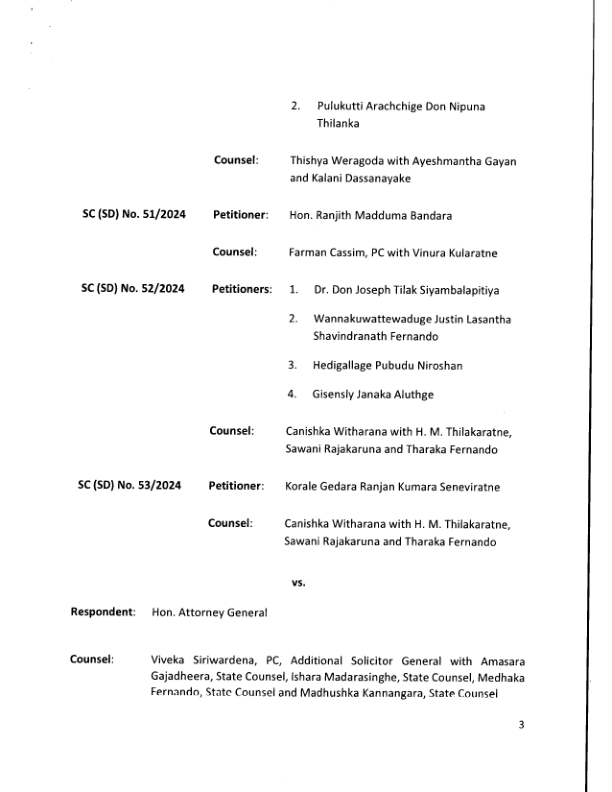 2. Pulukutti Arachchige Don Nipuna
Thilanka
Counsel: Thishya Weragoda with Ayeshmantha Gayan
and Kalani Dassanayake
SC (SD) No. 51/2024 Petitioner: Hon. Ranjith Madduma Bandara
Counsel: Farman Cassim, PC with Vinura Kularatne
SC (SD) No. 52/2024 Petitioners: 1. Dr. Don Joseph Tilak Siyambalapitiya
2. Wannakuwattewaduge Justin Lasantha
Shavindranath Fernando
3. Hedigallage Pubudu Niroshan
4. Gisensly Janaka Aluthge
Counsel: Canishka Witharana with H. M. Thilakaratne,
Sawani Rajakaruna and Tharaka Fernando
SC (SD) No. 53/2024 Petitioner: Korale Gedara Ranjan Kumara Seneviratne
Counsel: Canishka Witharana with H. M. Thilakaratne,
Sawani Rajakaruna and Tharaka Fernando
vs.
Respondent: Hon. Attorney General
Counsel: Viveka Siriwardena, PC, Additional Solicitor General with Amasara
Gajadheera, State Counsel, Ishara Madarasinghe, State Counsel, Medhaka
Fernando, State Counsel and Madhushka Kannangara, State Counsel
3